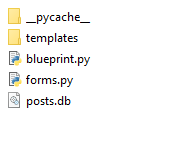 __pycache__
templates
blueprint.py
forms.py
posts.db